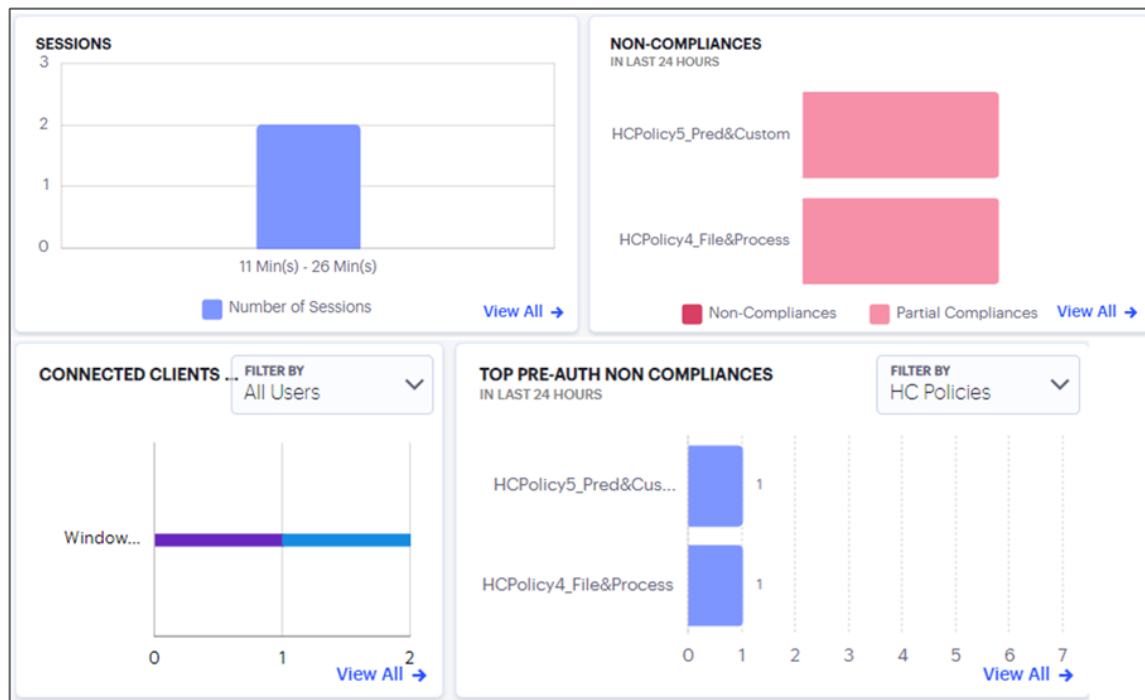 SESSIONS
3
2
1
0
11 Min(s) - 26 Min(s)
Number of Sessions
View All →
NON-COMPLIANCES
IN LAST 24 HOURS
HCPolicy5_Pred&Custom
HCPolicy4_File&Process
Non-Compliances Partial Compliances View All →
CONNECTED CLIENTS ...
FILTER BY
All Users
Window...
0 1 2
View All →
TOP PRE-AUTH NON COMPLIANCES
IN LAST 24 HOURS
FILTER BY
HC Policies
HCPolicy5_Pred&Cus... 1
HCPolicy4_File&Process 1
0 1 2 3 4 5 6 7
View All →